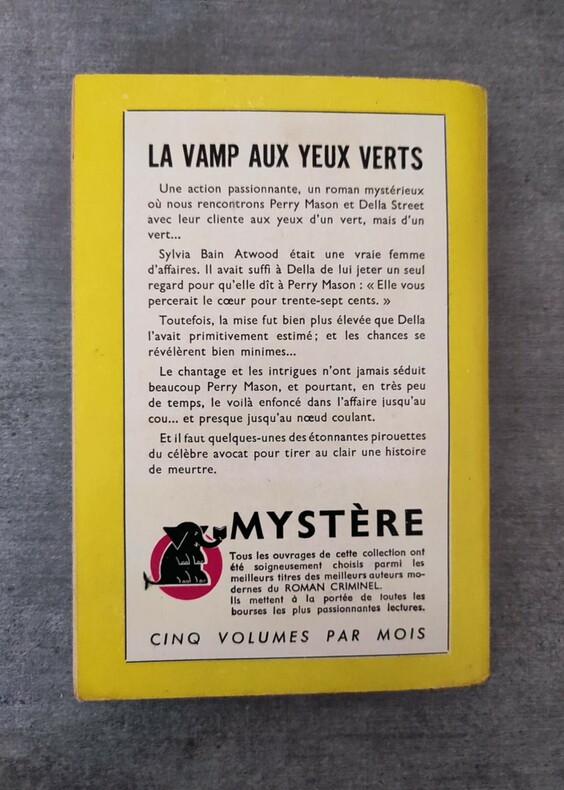 LA VAMP AUX YEUX VERTS
Une action passionnante, un roman mystérieux
où nous rencontrons Perry Mason et Della Street
avec leur cliente aux yeux d'un vert, mais d'un
vert...
Sylvia Bain Atwood était une vraie femme
d'affaires. Il avait suffi à Della de lui jeter un seul
regard pour qu'elle dît à Perry Mason : « Elle vous
percerait le cœur pour trente-sept cents. »
Toutefois, la mise fut bien plus élevée que Della
l'avait primitivement estimé ; et les chances se
révélèrent bien minimes...
Le chantage et les intrigues n'ont jamais séduit
beaucoup Perry Mason, et pourtant, en très peu
de temps, le voilà enfoncé dans l'affaire jusqu'au
cou... et presque jusqu'au nœud coulant.
Et il faut quelques-unes des étonnantes pirouettes
du célèbre avocat pour tirer au clair une histoire
de meurtre.
MYSTÈRE
Tous les ouvrages de cette collection ont
été soigneusement choisis parmi les
meilleurs titres des meilleurs auteurs mo-
dernes du ROMAN CRIMINEL.
Ils mettent à la portée de toutes les
bourses les plus passionnantes lectures.
CINQ VOLUMES PAR MOIS